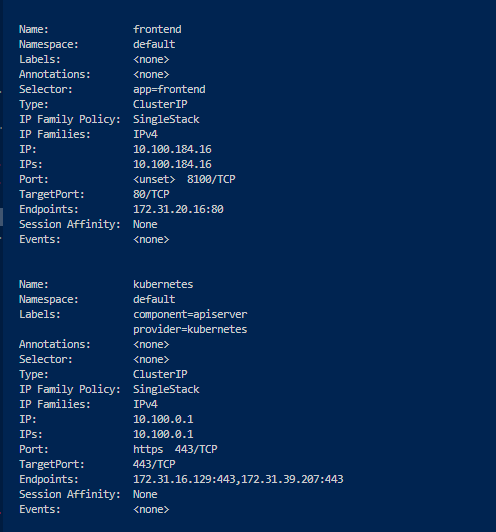 Name: frontend
Namespace: default
Labels: <none>
Annotations: <none>
Selector: app=frontend
Type: ClusterIP
IP Family Policy: SingleStack
IP Families: IPv4
IP: 10.100.184.16
IPs: 10.100.184.16
Port: <unset> 8100/TCP
TargetPort: 80/TCP
Endpoints: 172.31.20.16:80
Session Affinity: None
Events: <none>
Name: kubernetes
Namespace: default
Labels: component=apiserver
provider=kubernetes
Annotations: <none>
Selector: <none>
Type: ClusterIP
IP Family Policy: SingleStack
IP Families: IPv4
IP: 10.100.0.1
IPs: 10.100.0.1
Port: https 443/TCP
TargetPort: 443/TCP
Endpoints: 172.31.16.129:443,172.31.39.207:443
Session Affinity: None
Events: <none>